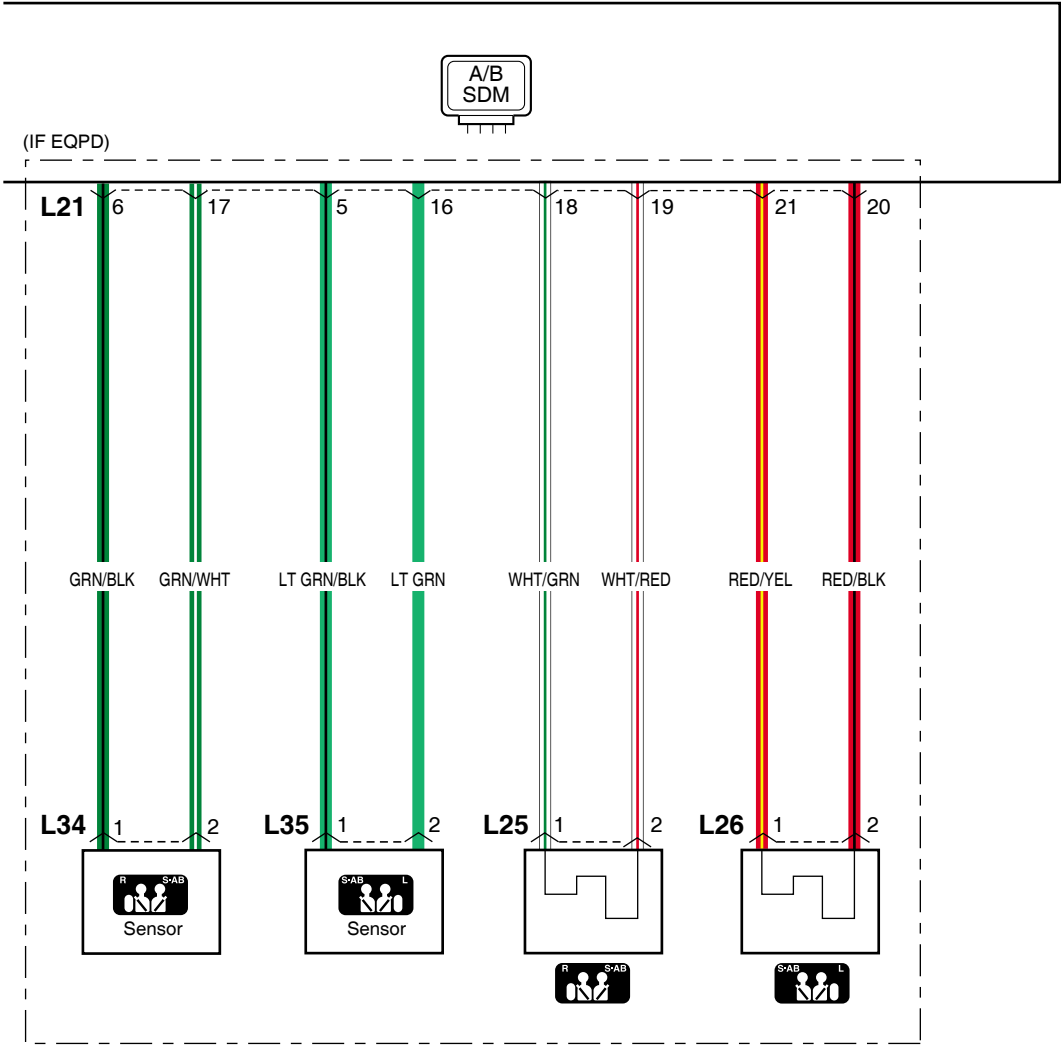 A/B
SDM
(IF EQPD)
L21 6 17 5 16 18 19 21 20
GRN/BLK GRN/WHT LT GRN/BLK LT GRN WHT/GRN WHT/RED RED/YEL RED/BLK
L34 1 2 L35 1 2 L25 1 2 L26 1 2
R S•AB S•AB L
Sensor Sensor
R S•AB S•AB L